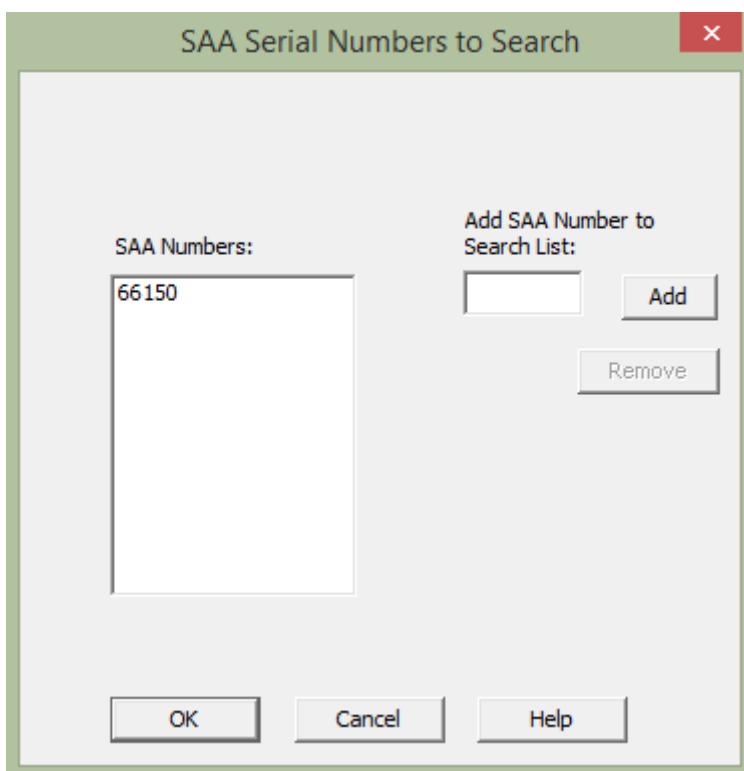 SAA Serial Numbers to Search
Add SAA Number to
Search List:
SAA Numbers:
66150
Add
Remove
OK
Cancel
Help